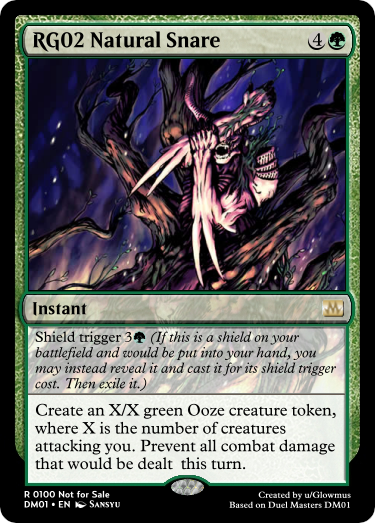 RG02 Natural Snare 4
Instant
Shield trigger 3 (If this is a shield on your
battlefield and would be put into your hand, you
may instead reveal it and cast it for its shield trigger
cost. Then exile it.)
Create an X/X green Ooze creature token,
where X is the number of creatures
attacking you. Prevent all combat damage
that would be dealt  this turn.
R 0100 Not for Sale
Created by u/Glowmus
DM01 • EN SANSYU
Based on Duel Masters DM01